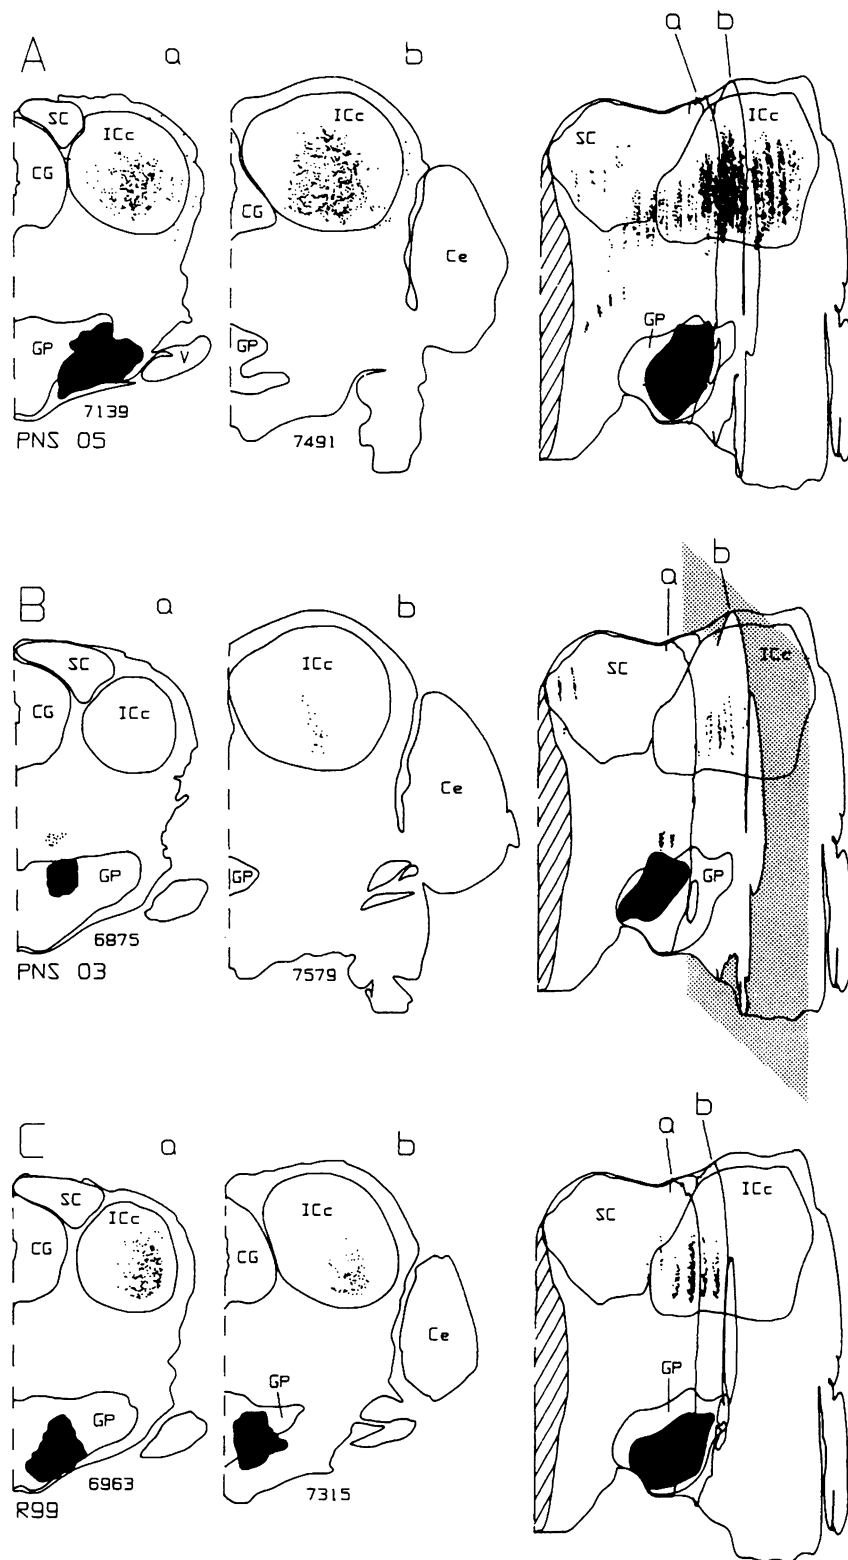 A
a
b
a
b
SC
ICc
CG
GP
V
7139
PNS 05
ICc
CG
Ce
GP
7491
SC
ICc
GP
B
a
b
a
b
SC
CG
ICc
GP
6875
PNS 03
ICc
Ce
GP
7579
SC
ICc
GP
C
a
b
a
b
SC
ICc
CG
GP
6963
R99
ICc
CG
Ce
GP
7315
SC
ICc
GP